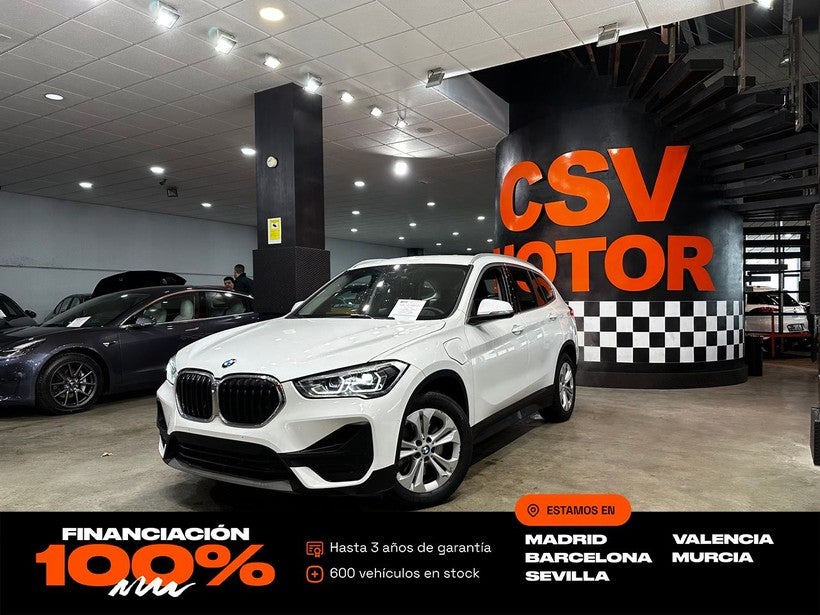 CSV
MOTOR
FINANCIACIÓN
100%
Hasta 3 años de garantía
600 vehículos en stock
ESTAMOS EN
MADRID
BARCELONA
SEVILLA
VALENCIA
MURCIA